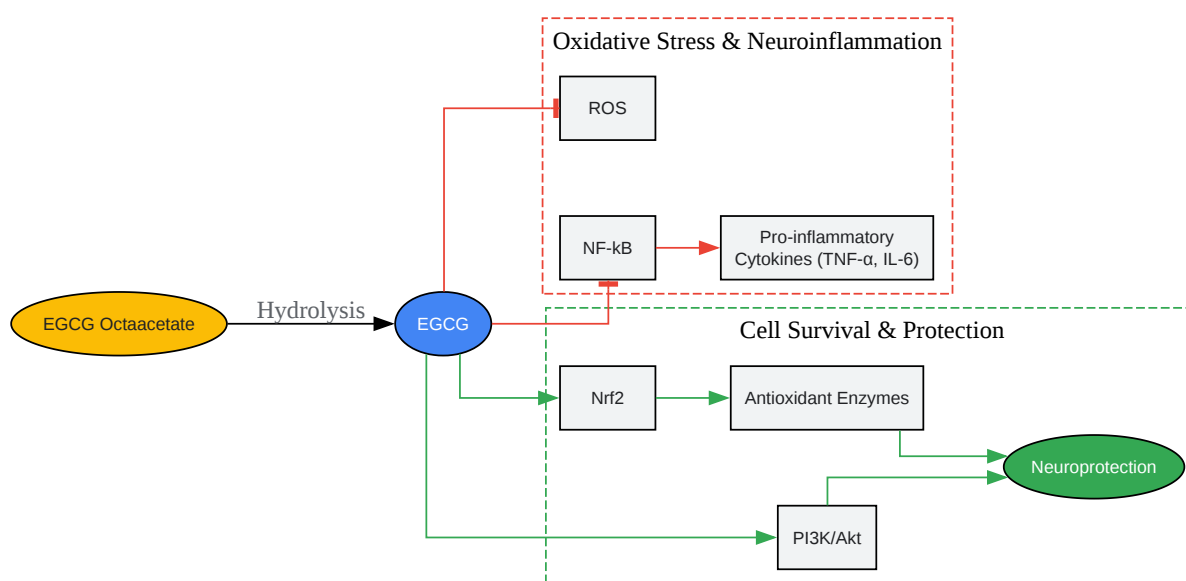 Oxidative Stress & Neuroinflammation
ROS
NF-kB
Pro-inflammatory
Cytokines (TNF-α, IL-6)
EGCG Octaacetate
Hydrolysis
EGCG
Cell Survival & Protection
Nrf2
Antioxidant Enzymes
Neuroprotection
PI3K/Akt